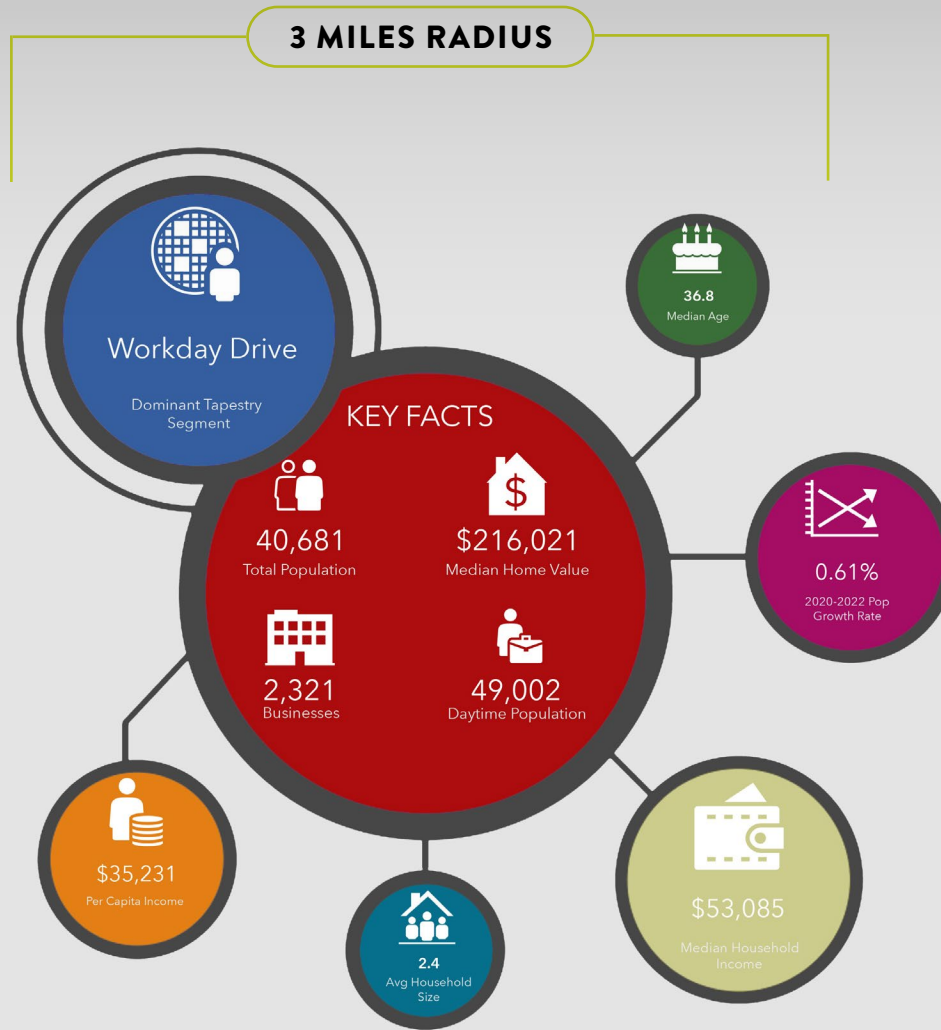 3 MILES RADIUS
Workday Drive
Dominant Tapestry
Segment
36.8
Median Age
KEY FACTS
40,681
Total Population
$216,021
Median Home Value
2,321
Businesses
49,002
Daytime Population
0.61%
2020-2022 Pop
Growth Rate
$35,231
Per Capita Income
2.4
Avg Household
Size
$53,085
Median Household
Income